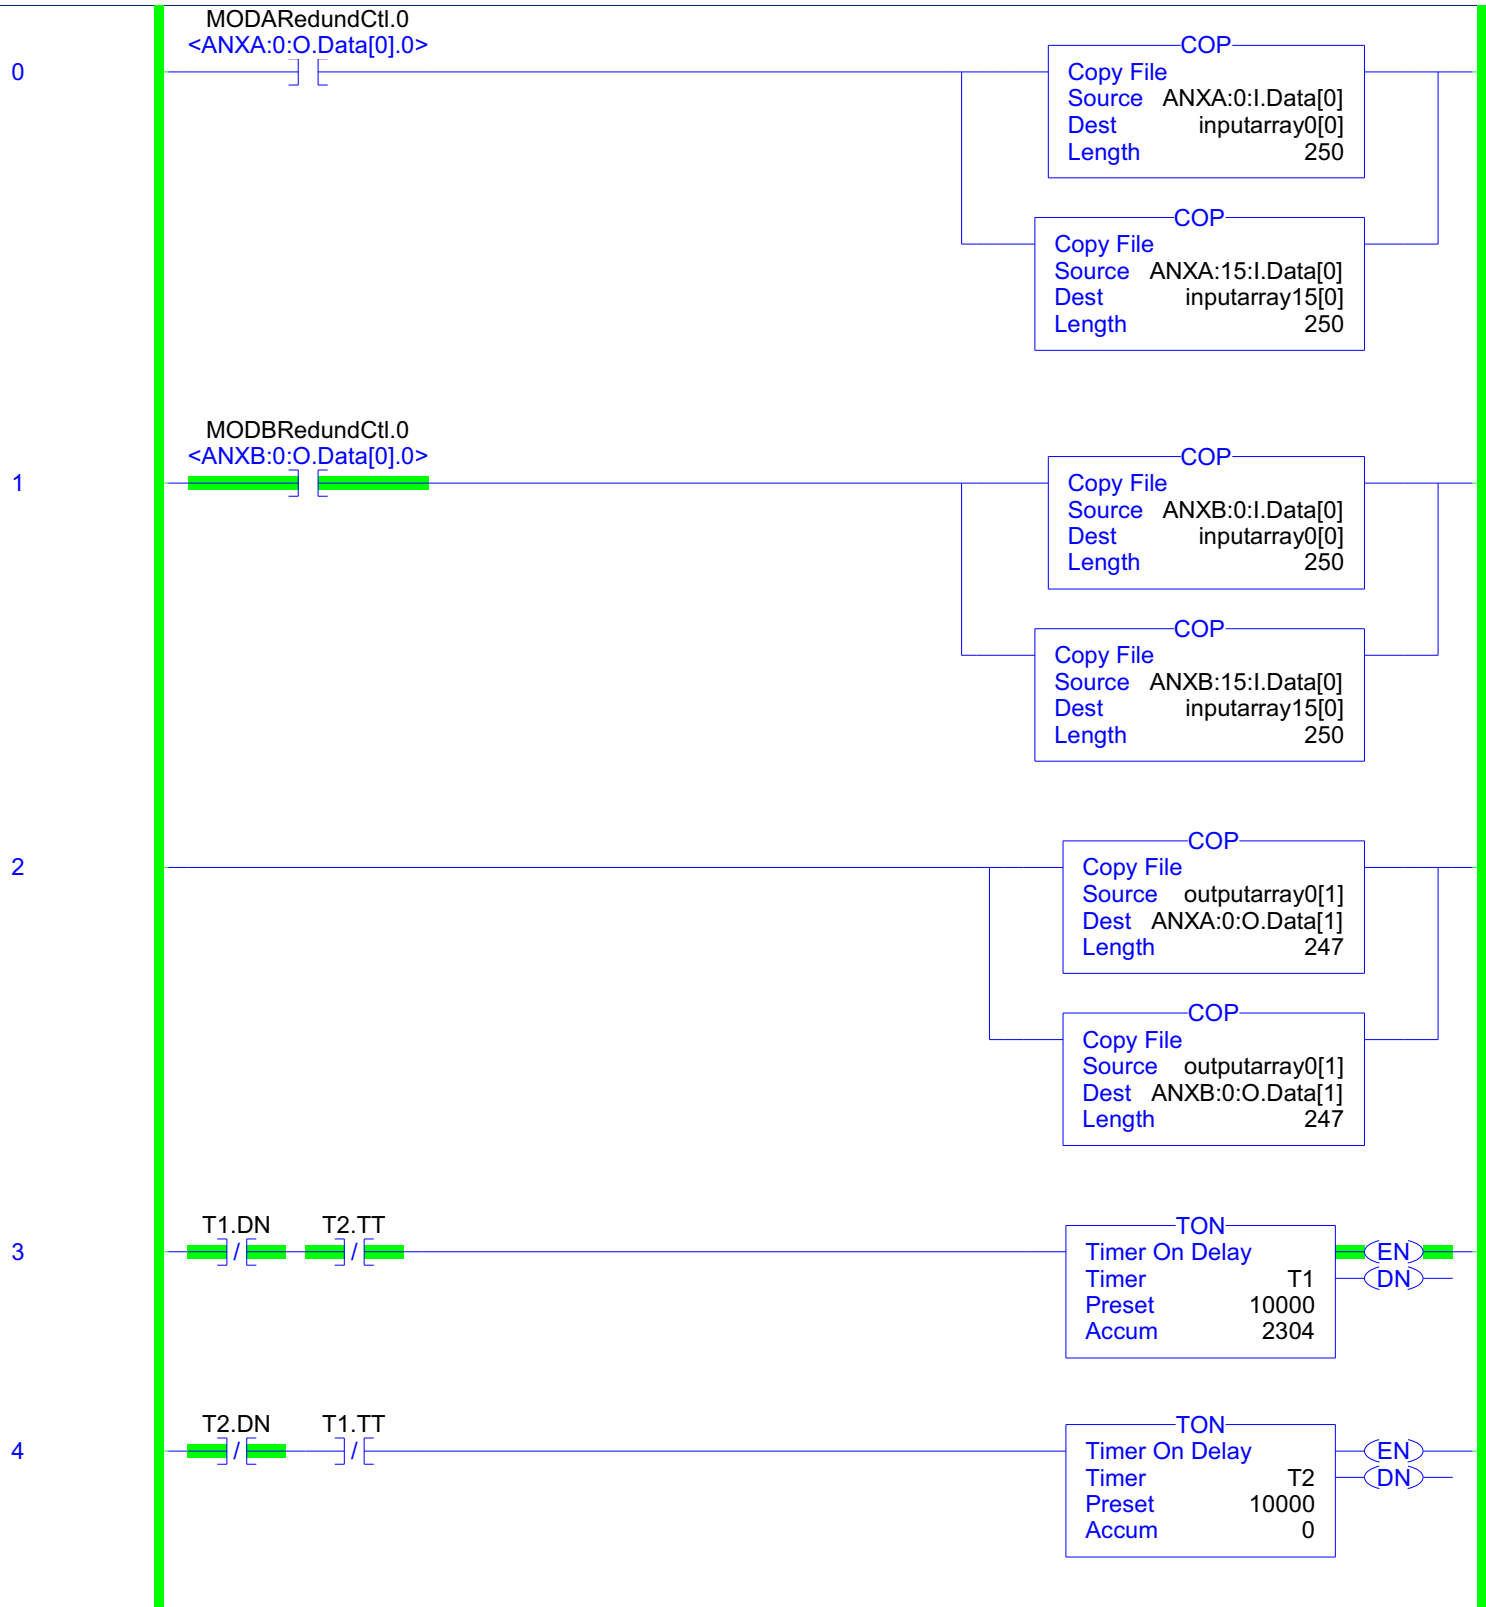 MODARedundCtl.0
<ANXA:0:O.Data[0].0>
0
COP
Copy File
Source ANXA:0:I.Data[0]
Dest inputarray0[0]
Length 250
COP
Copy File
Source ANXA:15:I.Data[0]
Dest inputarray15[0]
Length 250
MODBRedundCtl.0
<ANXB:0:O.Data[0].0>
1
COP
Copy File
Source ANXB:0:I.Data[0]
Dest inputarray0[0]
Length 250
COP
Copy File
Source ANXB:15:I.Data[0]
Dest inputarray15[0]
Length 250
2
COP
Copy File
Source outputarray0[1]
Dest ANXA:0:O.Data[1]
Length 247
COP
Copy File
Source outputarray0[1]
Dest ANXB:0:O.Data[1]
Length 247
3
T1.DN T2.TT
/ /
TON
Timer On Delay EN
Timer T1 DN
Preset 10000
Accum 2304
4
T2.DN T1.TT
/ /
TON
Timer On Delay EN
Timer T2 DN
Preset 10000
Accum 0